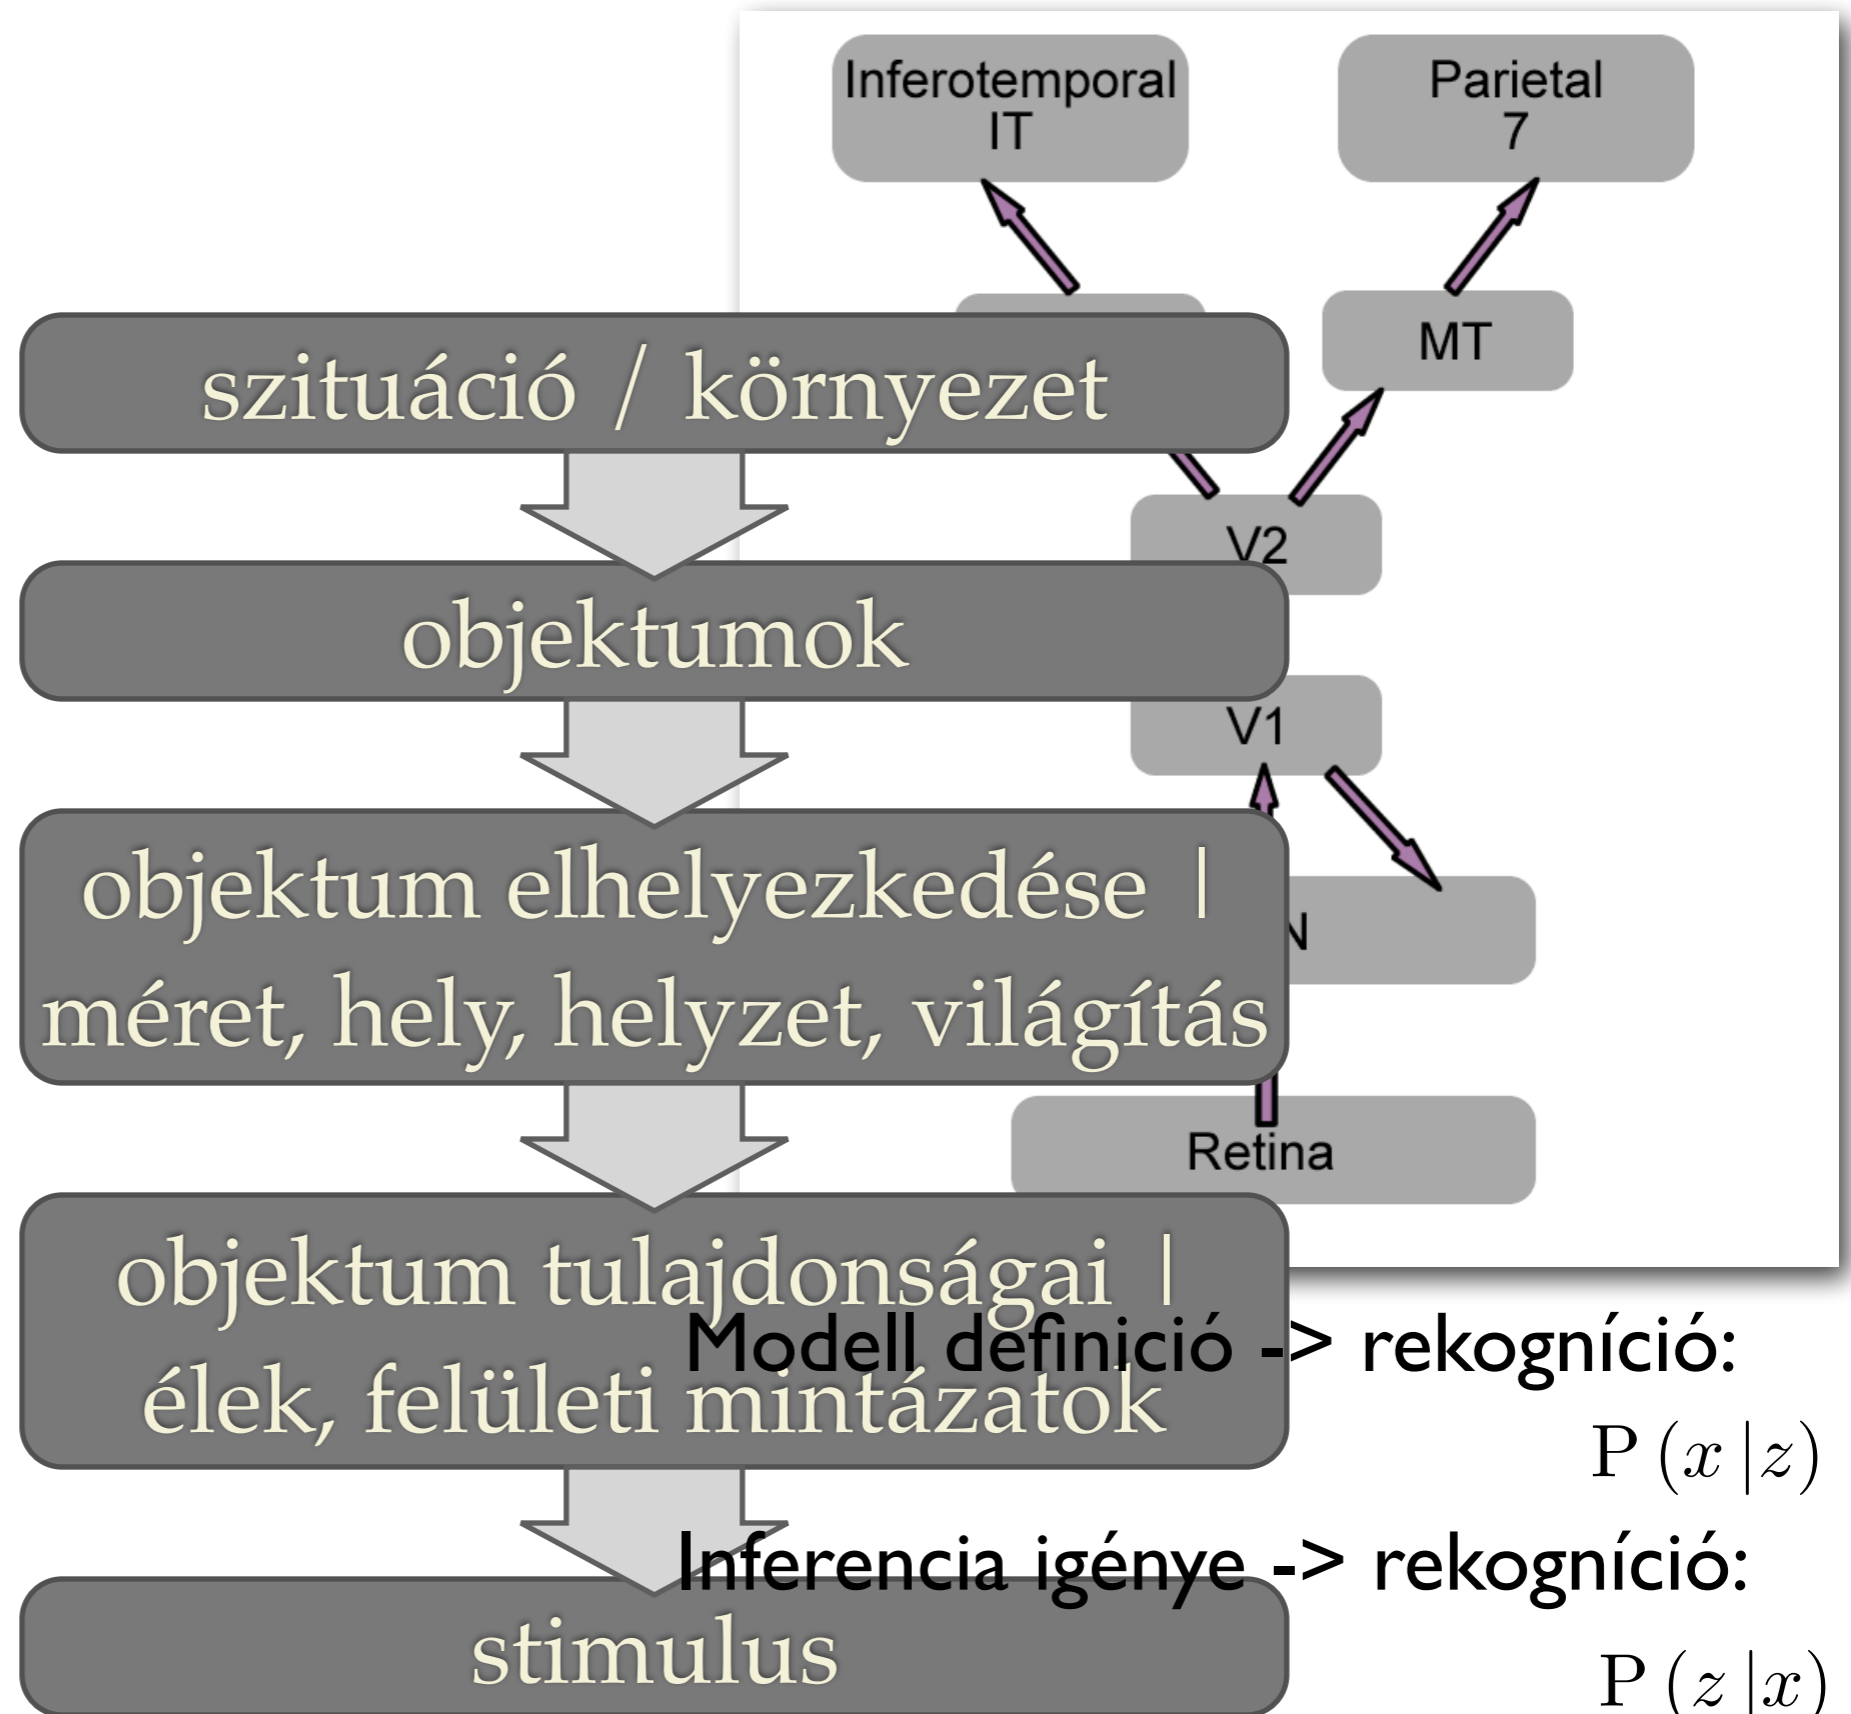 Inferotemporal
IT
Parietal
7
MT
szituáció / környezet
V2
objektumok
V1
objektum elhelyezkedése |
méret, hely, helyzet, világítás
N
Retina
objektum tulajdonságai |
élek, felületi mintázatok
Modell definició -> rekogníció:
P (x |z)
Inferencia igénye -> rekogníció:
stimulus
P (z |x)